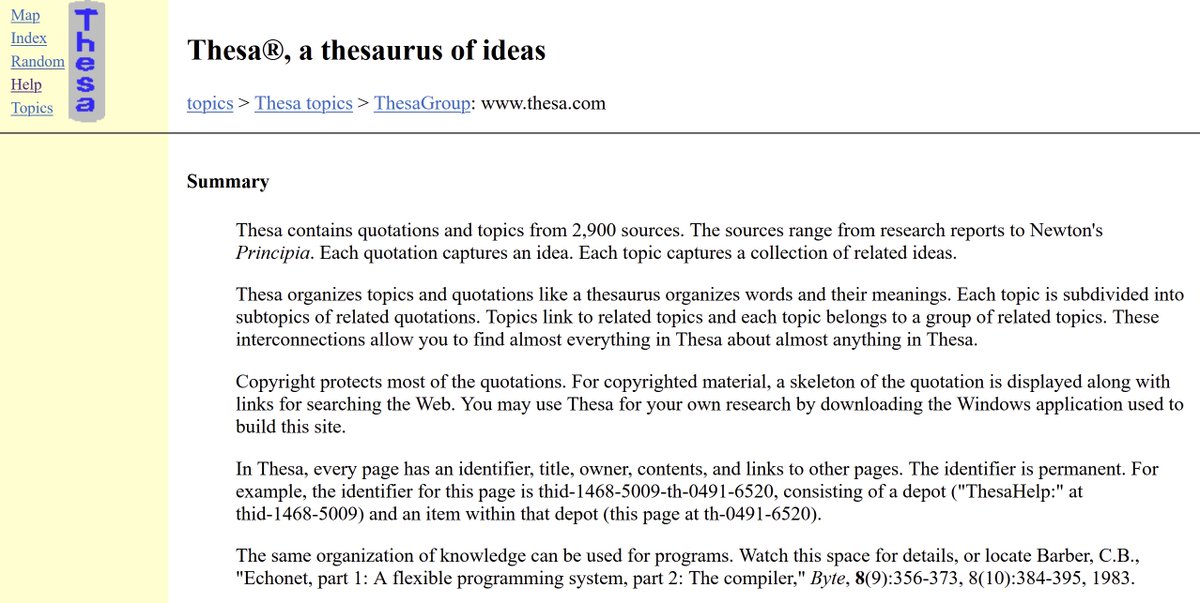 Map
Index
Random
Help
Topics
Thesa
Thesa®, a thesaurus of ideas
topics > Thesa topics > ThesaGroup: www.thesa.com
Summary
Thesa contains quotations and topics from 2,900 sources. The sources range from research reports to Newton's
Principia. Each quotation captures an idea. Each topic captures a collection of related ideas.
Thesa organizes topics and quotations like a thesaurus organizes words and their meanings. Each topic is subdivided into
subtopics of related quotations. Topics link to related topics and each topic belongs to a group of related topics. These
interconnections allow you to find almost everything in Thesa about almost anything in Thesa.
Copyright protects most of the quotations. For copyrighted material, a skeleton of the quotation is displayed along with
links for searching the Web. You may use Thesa for your own research by downloading the Windows application used to
build this site.
In Thesa, every page has an identifier, title, owner, contents, and links to other pages. The identifier is permanent. For
example, the identifier for this page is thid-1468-5009-th-0491-6520, consisting of a depot ("ThesaHelp:" at
thid-1468-5009) and an item within that depot (this page at th-0491-6520).
The same organization of knowledge can be used for programs. Watch this space for details, or locate Barber, C.B.,
"Echonet, part 1: A flexible programming system, part 2: The compiler," Byte, 8(9):356-373, 8(10):384-395, 1983.